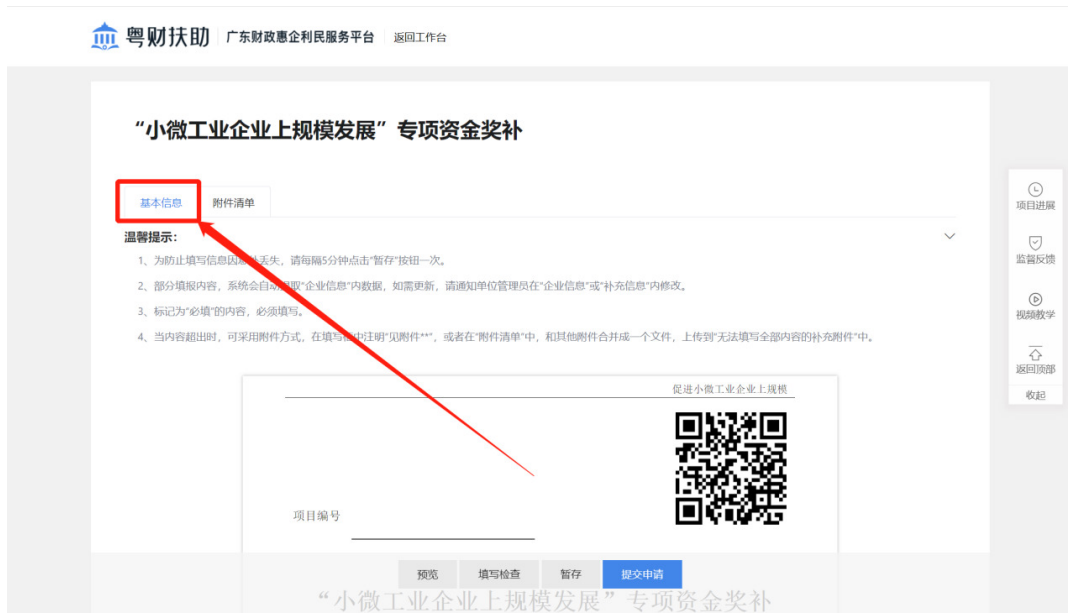 粤财扶助 广东财政惠企利民服务平台 返回工作台
“小微工业企业上规模发展”专项资金奖补
基本信息 附件清单
温馨提示：
1、为防止填写信息因意外丢失，请每隔5分钟点击“暂存”按钮一次。
2、部分填报内容，系统会自动提取“企业信息”内数据，如需更新，请通知单位管理员在“企业信息”或“补充信息”内修改。
3、标记为“必填”的内容，必须填写。
4、当内容超出时，可采用附件方式，在填写框中注明“见附件**”，或者在“附件清单”中，和其他附件合并成一个文件，上传到“无法填写全部内容的补充附件”中。
促进小微工业企业上规模
项目编号
预览 填写检查 暂存 提交申请
“小微工业企业上规模发展”专项资金奖补
项目进展
监督反馈
视频教学
返回顶部
收起